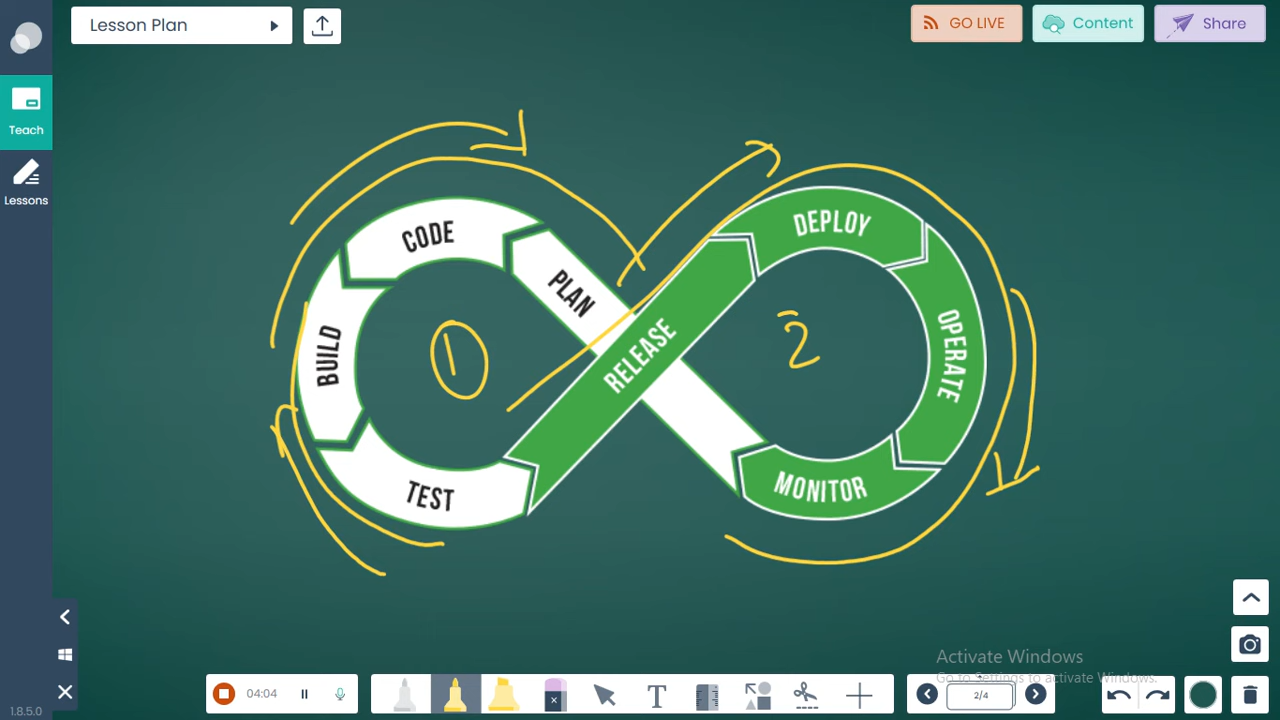 Lesson Plan
GO LIVE
Content
Share
Teach
Lessons
CODE
PLAN
BUILD
TEST
RELEASE
DEPLOY
OPERATE
MONITOR
1
2
Activate Windows
Go to Settings to activate Windows.
04:04
2/4
1.8.5.0